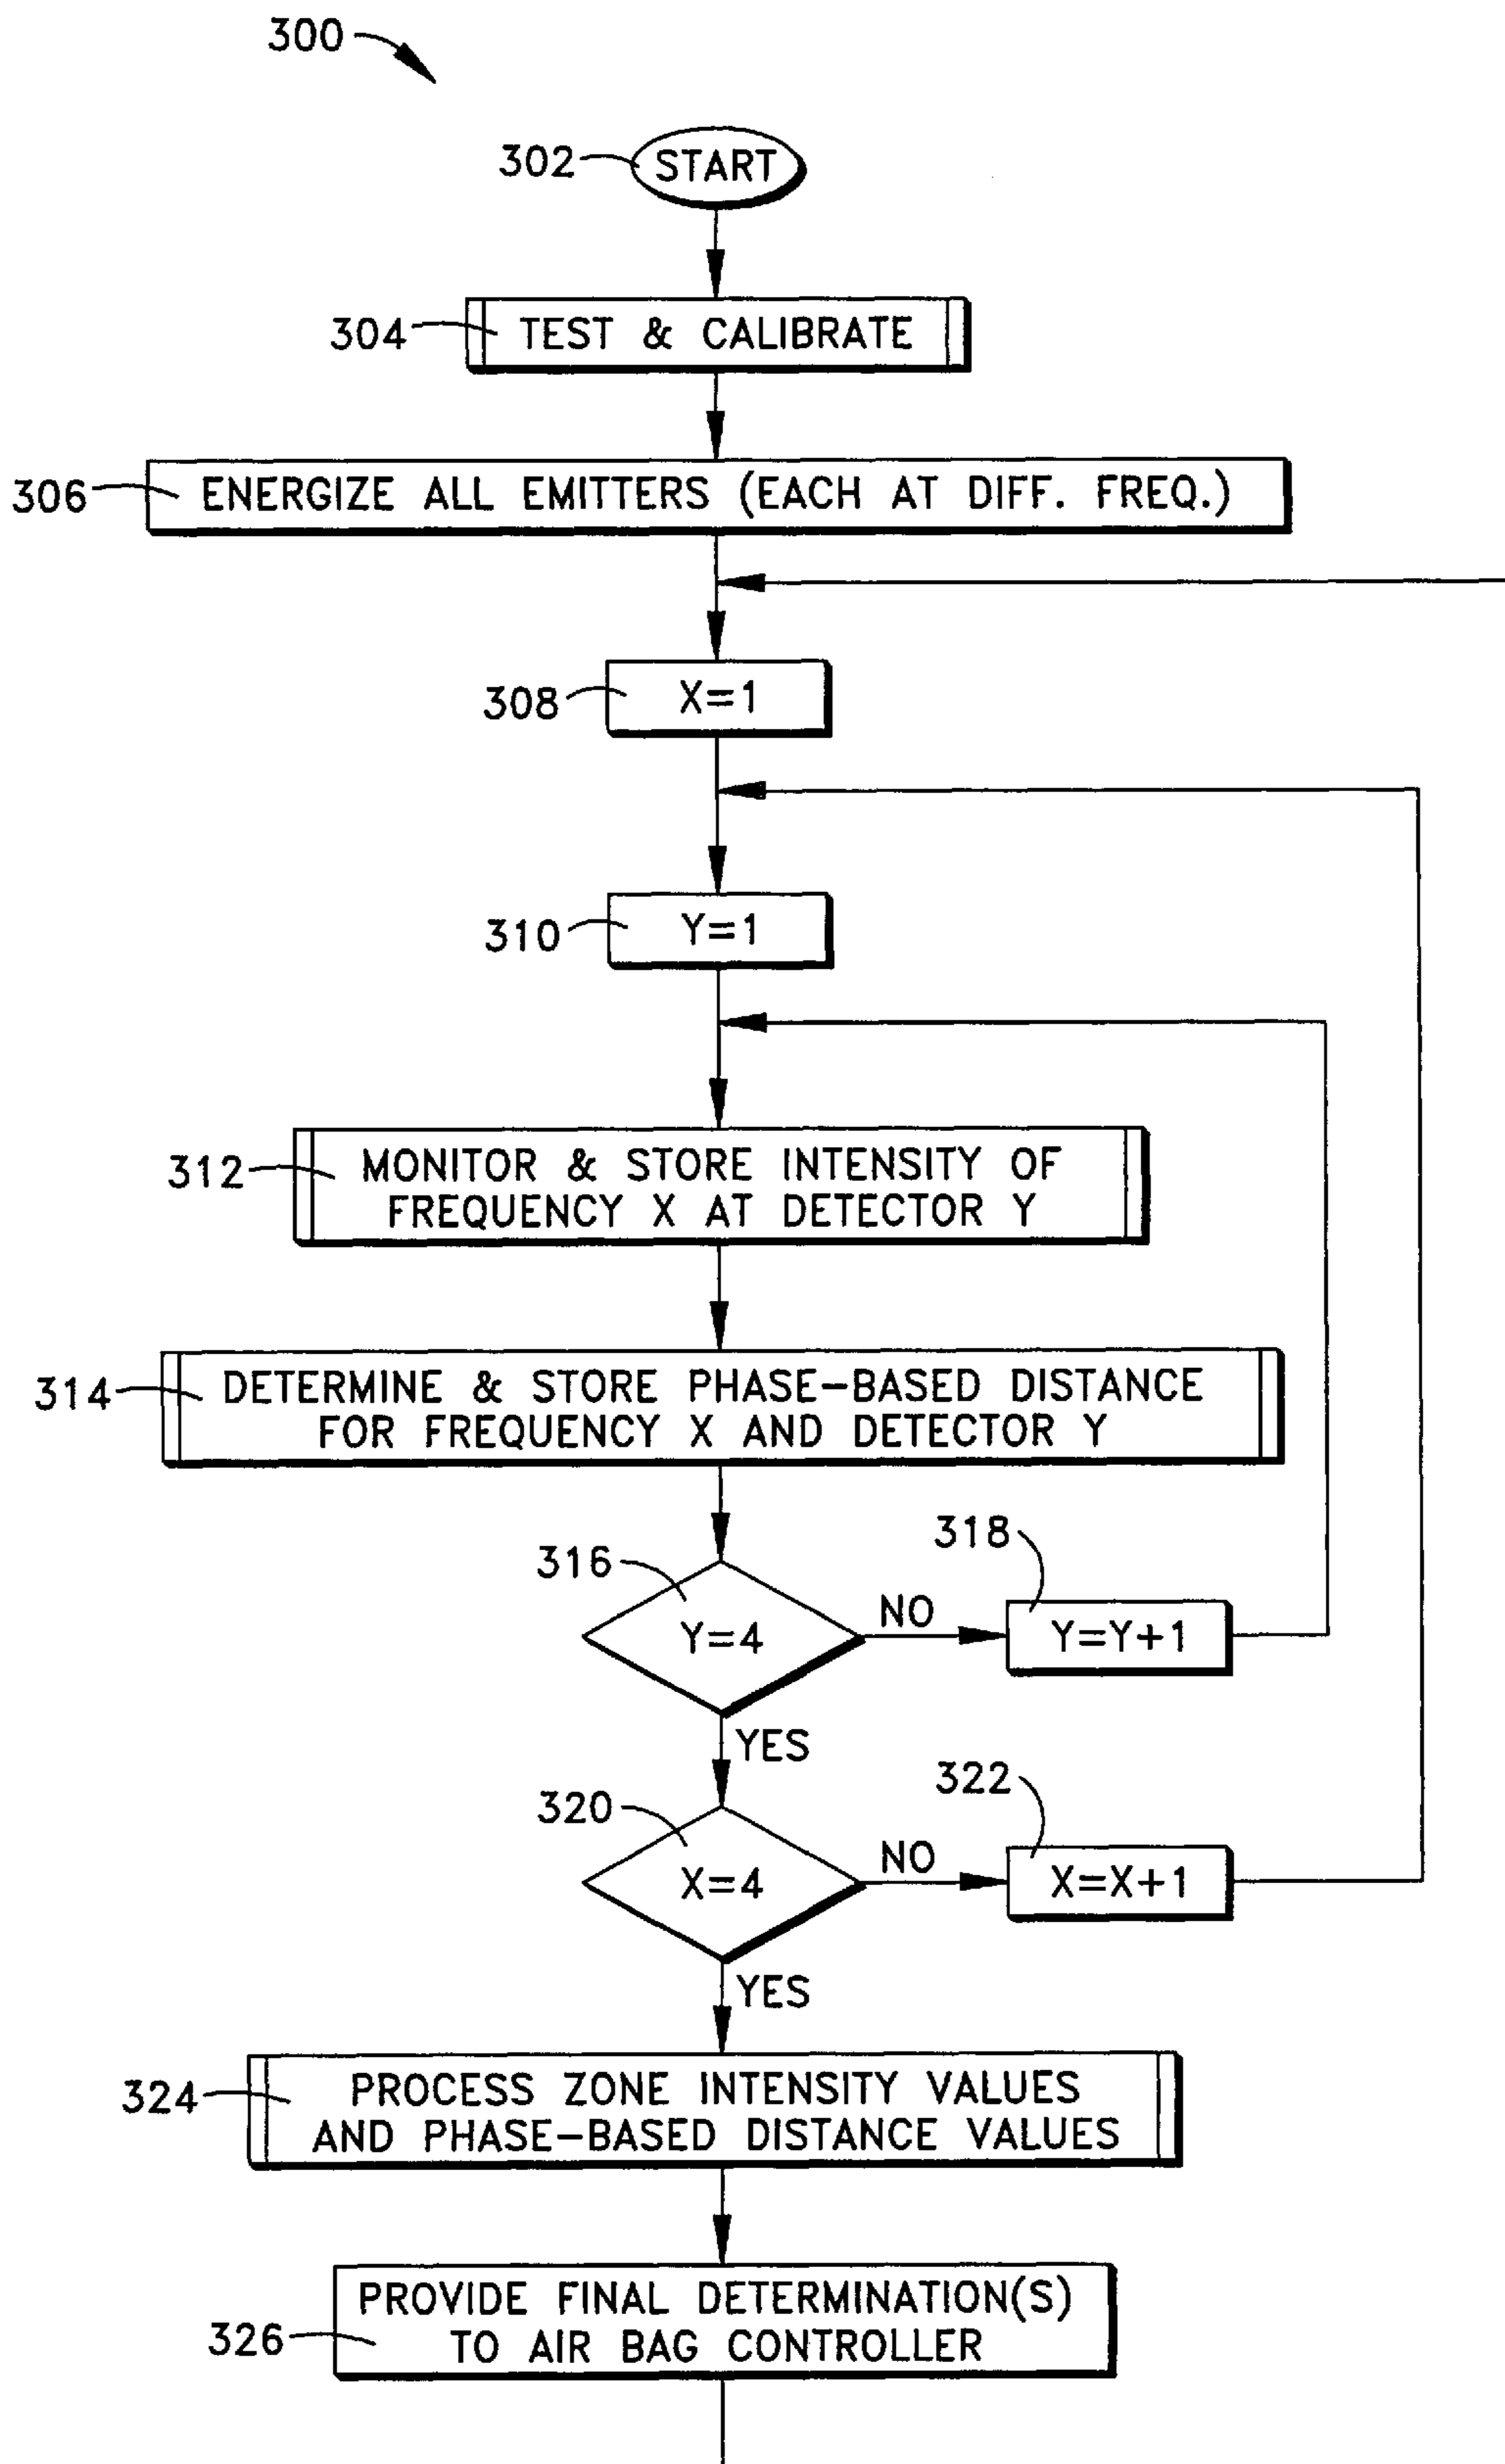 300
302
START
304
TEST & CALIBRATE
306
ENERGIZE ALL EMITTERS (EACH AT DIFF. FREQ.)
308
X=1
310
Y=1
312
MONITOR & STORE INTENSITY OF
FREQUENCY X AT DETECTOR Y
314
DETERMINE & STORE PHASE-BASED DISTANCE
FOR FREQUENCY X AND DETECTOR Y
316
Y=4
NO
318
Y=Y+1
YES
320
X=4
NO
322
X=X+1
YES
324
PROCESS ZONE INTENSITY VALUES
AND PHASE-BASED DISTANCE VALUES
326
PROVIDE FINAL DETERMINATION(S)
TO AIR BAG CONTROLLER